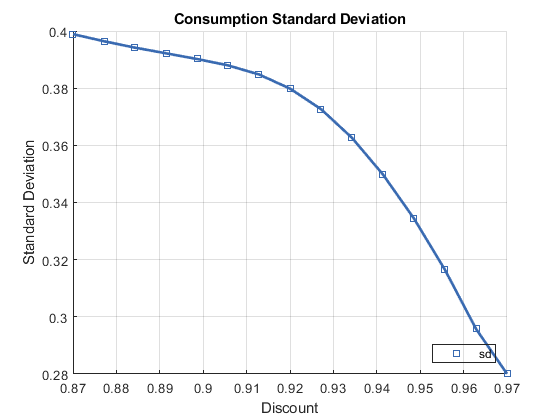 Consumption Standard Deviation
0.4
0.38
0.36
0.34
0.32
0.3
0.28
Standard Deviation
sd
0.87 0.88 0.89 0.9 0.91 0.92 0.93 0.94 0.95 0.96 0.97
Discount